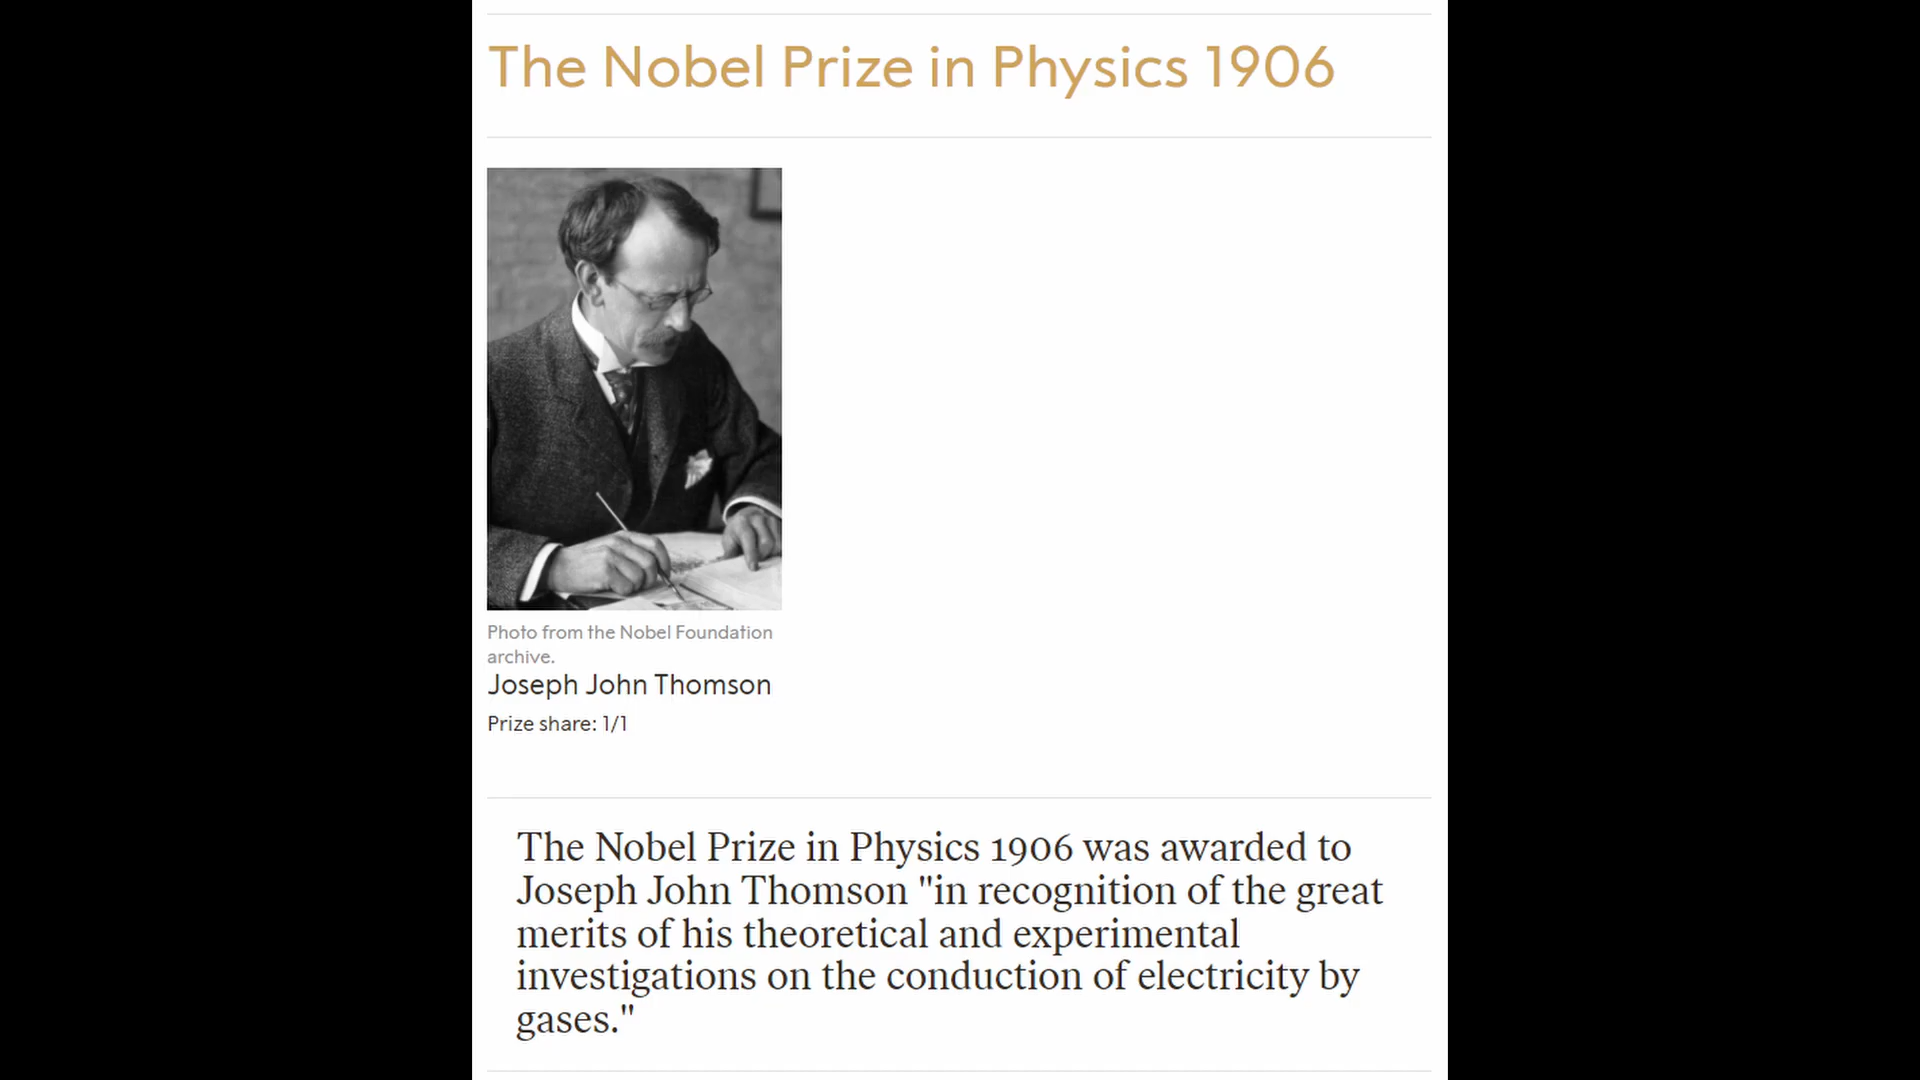 The Nobel Prize in Physics 1906
Photo from the Nobel Foundation
archive.
Joseph John Thomson
Prize share: 1/1
The Nobel Prize in Physics 1906 was awarded to
Joseph John Thomson "in recognition of the great
merits of his theoretical and experimental
investigations on the conduction of electricity by
gases."